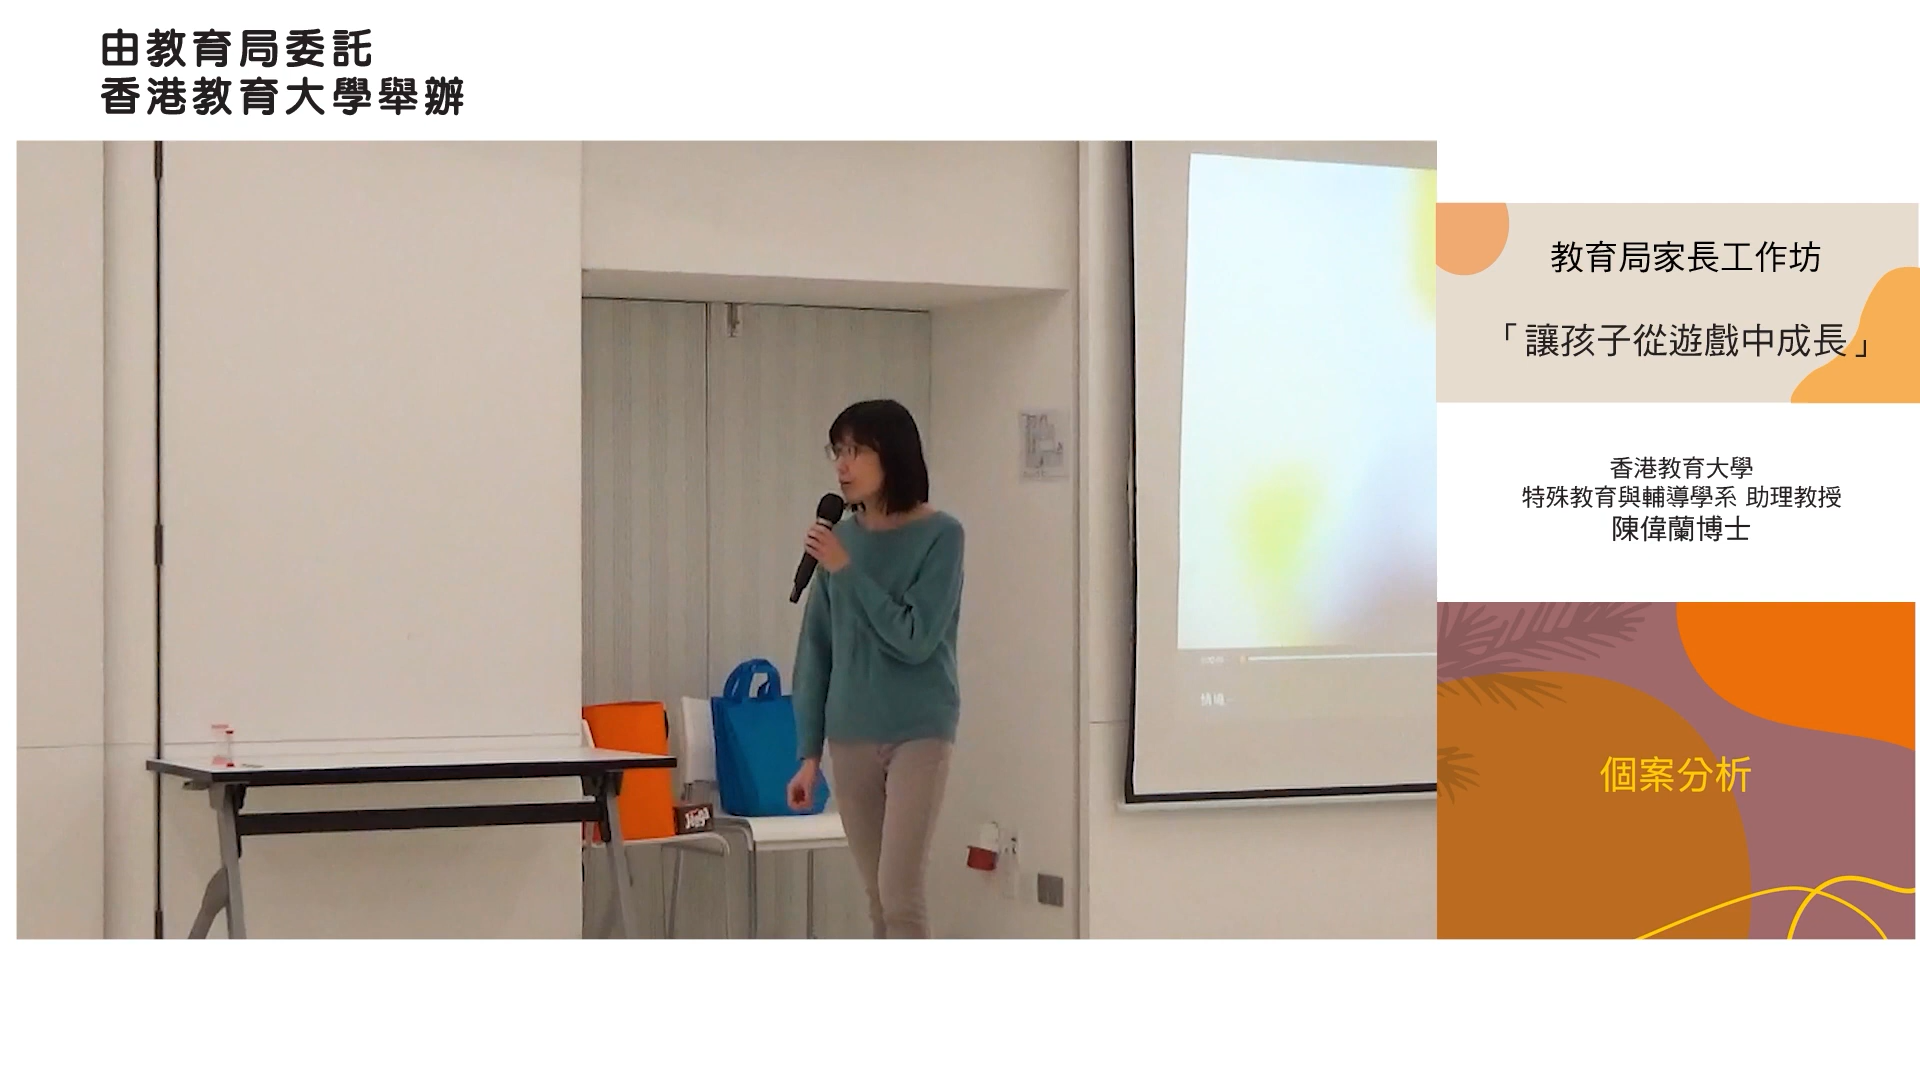 由教育局委託
香港教育大學舉辦
教育局家長工作坊
「讓孩子從遊戲中成長」
香港教育大學
特殊教育與輔導學系 助理教授
陳偉蘭博士
個案分析
Jenga